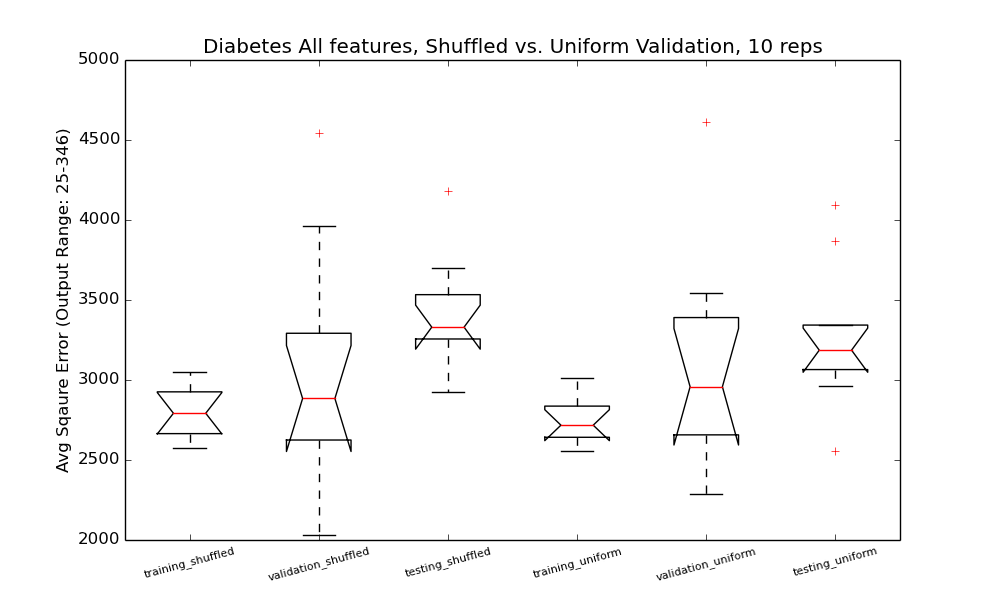 Diabetes All features, Shuffled vs. Uniform Validation, 10 reps
Avg Sqaure Error (Output Range: 25-346)
5000
4500
4000
3500
3000
2500
2000
training_shuffled
validation_shuffled
testing_shuffled
training_uniform
validation_uniform
testing_uniform